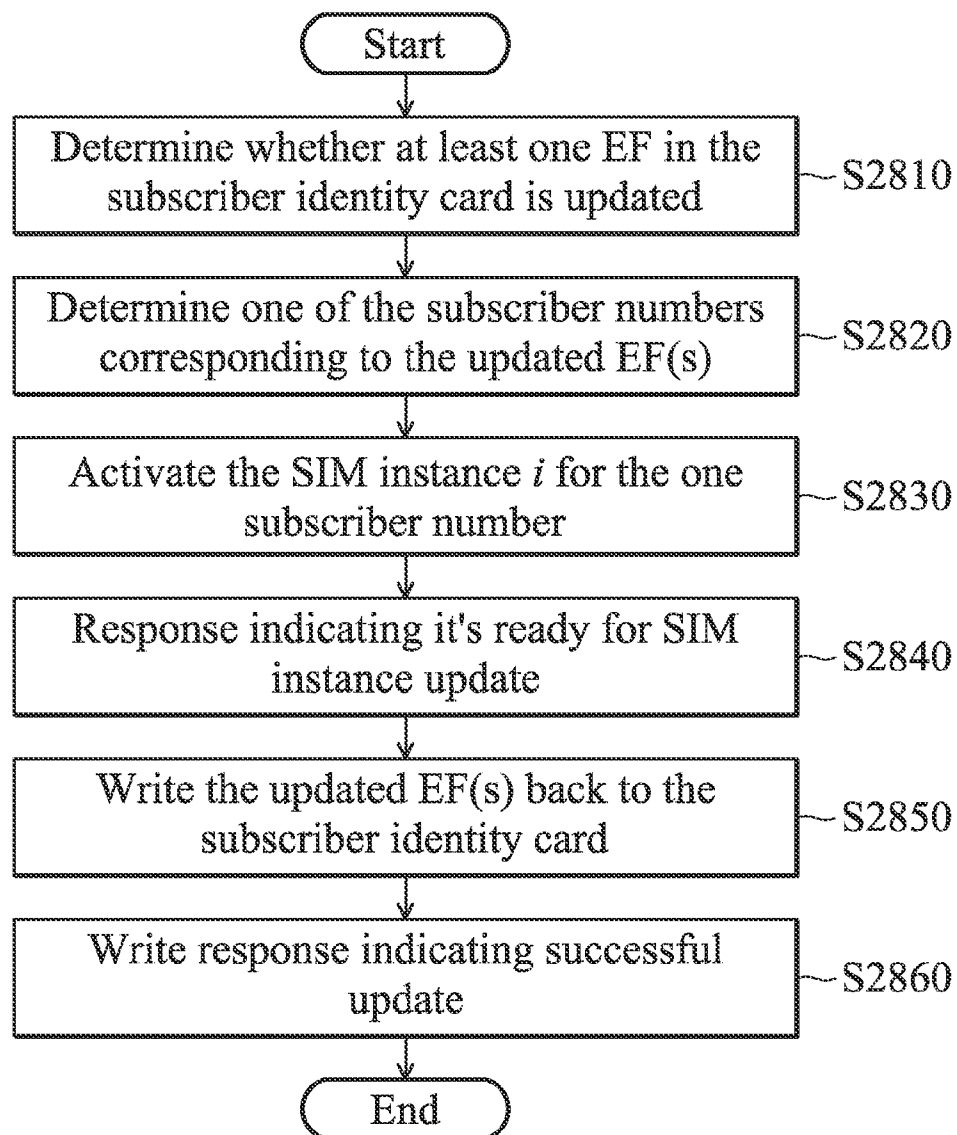 Start
Determine whether at least one EF in the
subscriber identity card is updated
S2810
Determine one of the subscriber numbers
corresponding to the updated EF(s)
S2820
Activate the SIM instance i for the one
subscriber number
S2830
Response indicating it's ready for SIM
instance update
S2840
Write the updated EF(s) back to the
subscriber identity card
S2850
Write response indicating successful
update
S2860
End